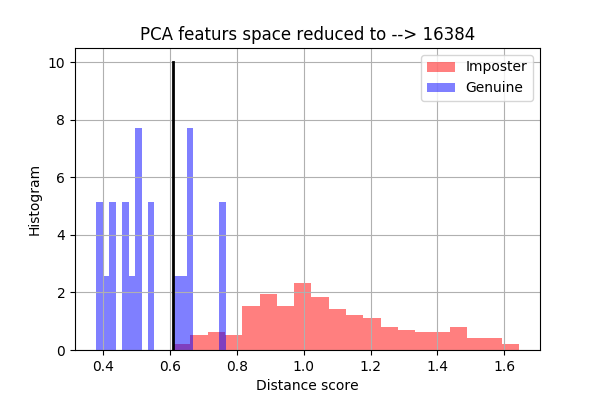 PCA featurs space reduced to --> 16384
Imposter
Genuine
Histogram
10
8
6
4
2
0
0.4 0.6 0.8 1.0 1.2 1.4 1.6
Distance score